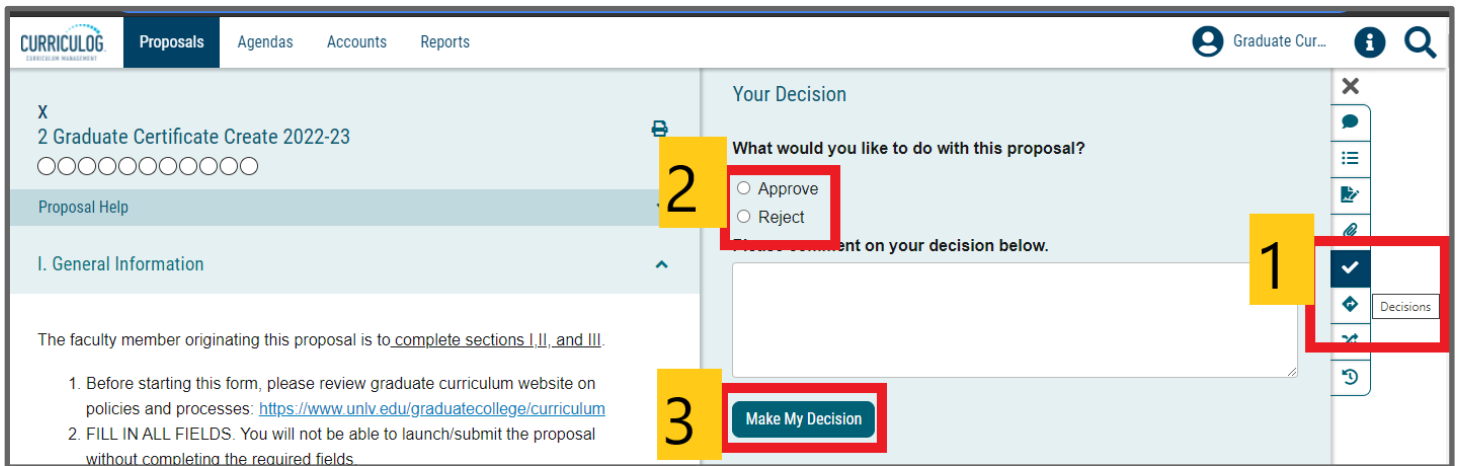 CURRICULOG
CURRICULUM MANAGEMENT
Proposals
Agendas
Accounts
Reports
Graduate Cur...
X
2 Graduate Certificate Create 2022-23
Proposal Help
I. General Information
The faculty member originating this proposal is to complete sections I,II, and III.
1. Before starting this form, please review graduate curriculum website on
policies and processes: https://www.unlv.edu/graduatecollege/curriculum
2. FILL IN ALL FIELDS. You will not be able to launch/submit the proposal
without completing the required fields.
Your Decision
What would you like to do with this proposal?
2
Approve
Reject
Please comment on your decision below.
1
Decisions
3
Make My Decision